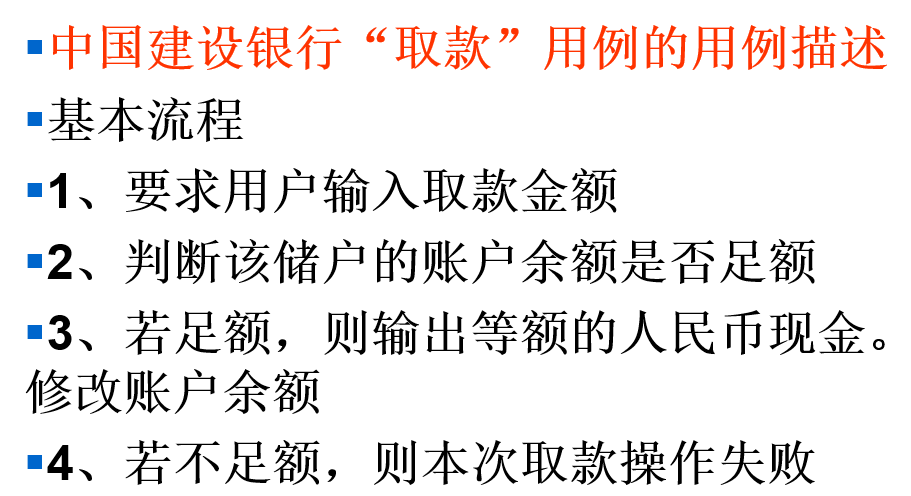 中国建设银行“取款”用例的用例描述
基本流程
1、要求用户输入取款金额
2、判断该储户的账户余额是否足额
3、若足额，则输出等额的人民币现金。
修改账户余额
4、若不足额，则本次取款操作失败